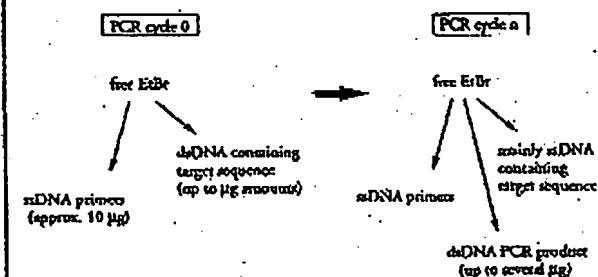 PCR cycle 0
free EtBr
dsDNA containing
target sequence
(up to µg amounts)
ssDNA primers
(approx. 10 µg)
PCR cycle n
free EtBr
mainly ssDNA
containing
target sequence
ssDNA primers
dsDNA PCR product
(up to several µg)